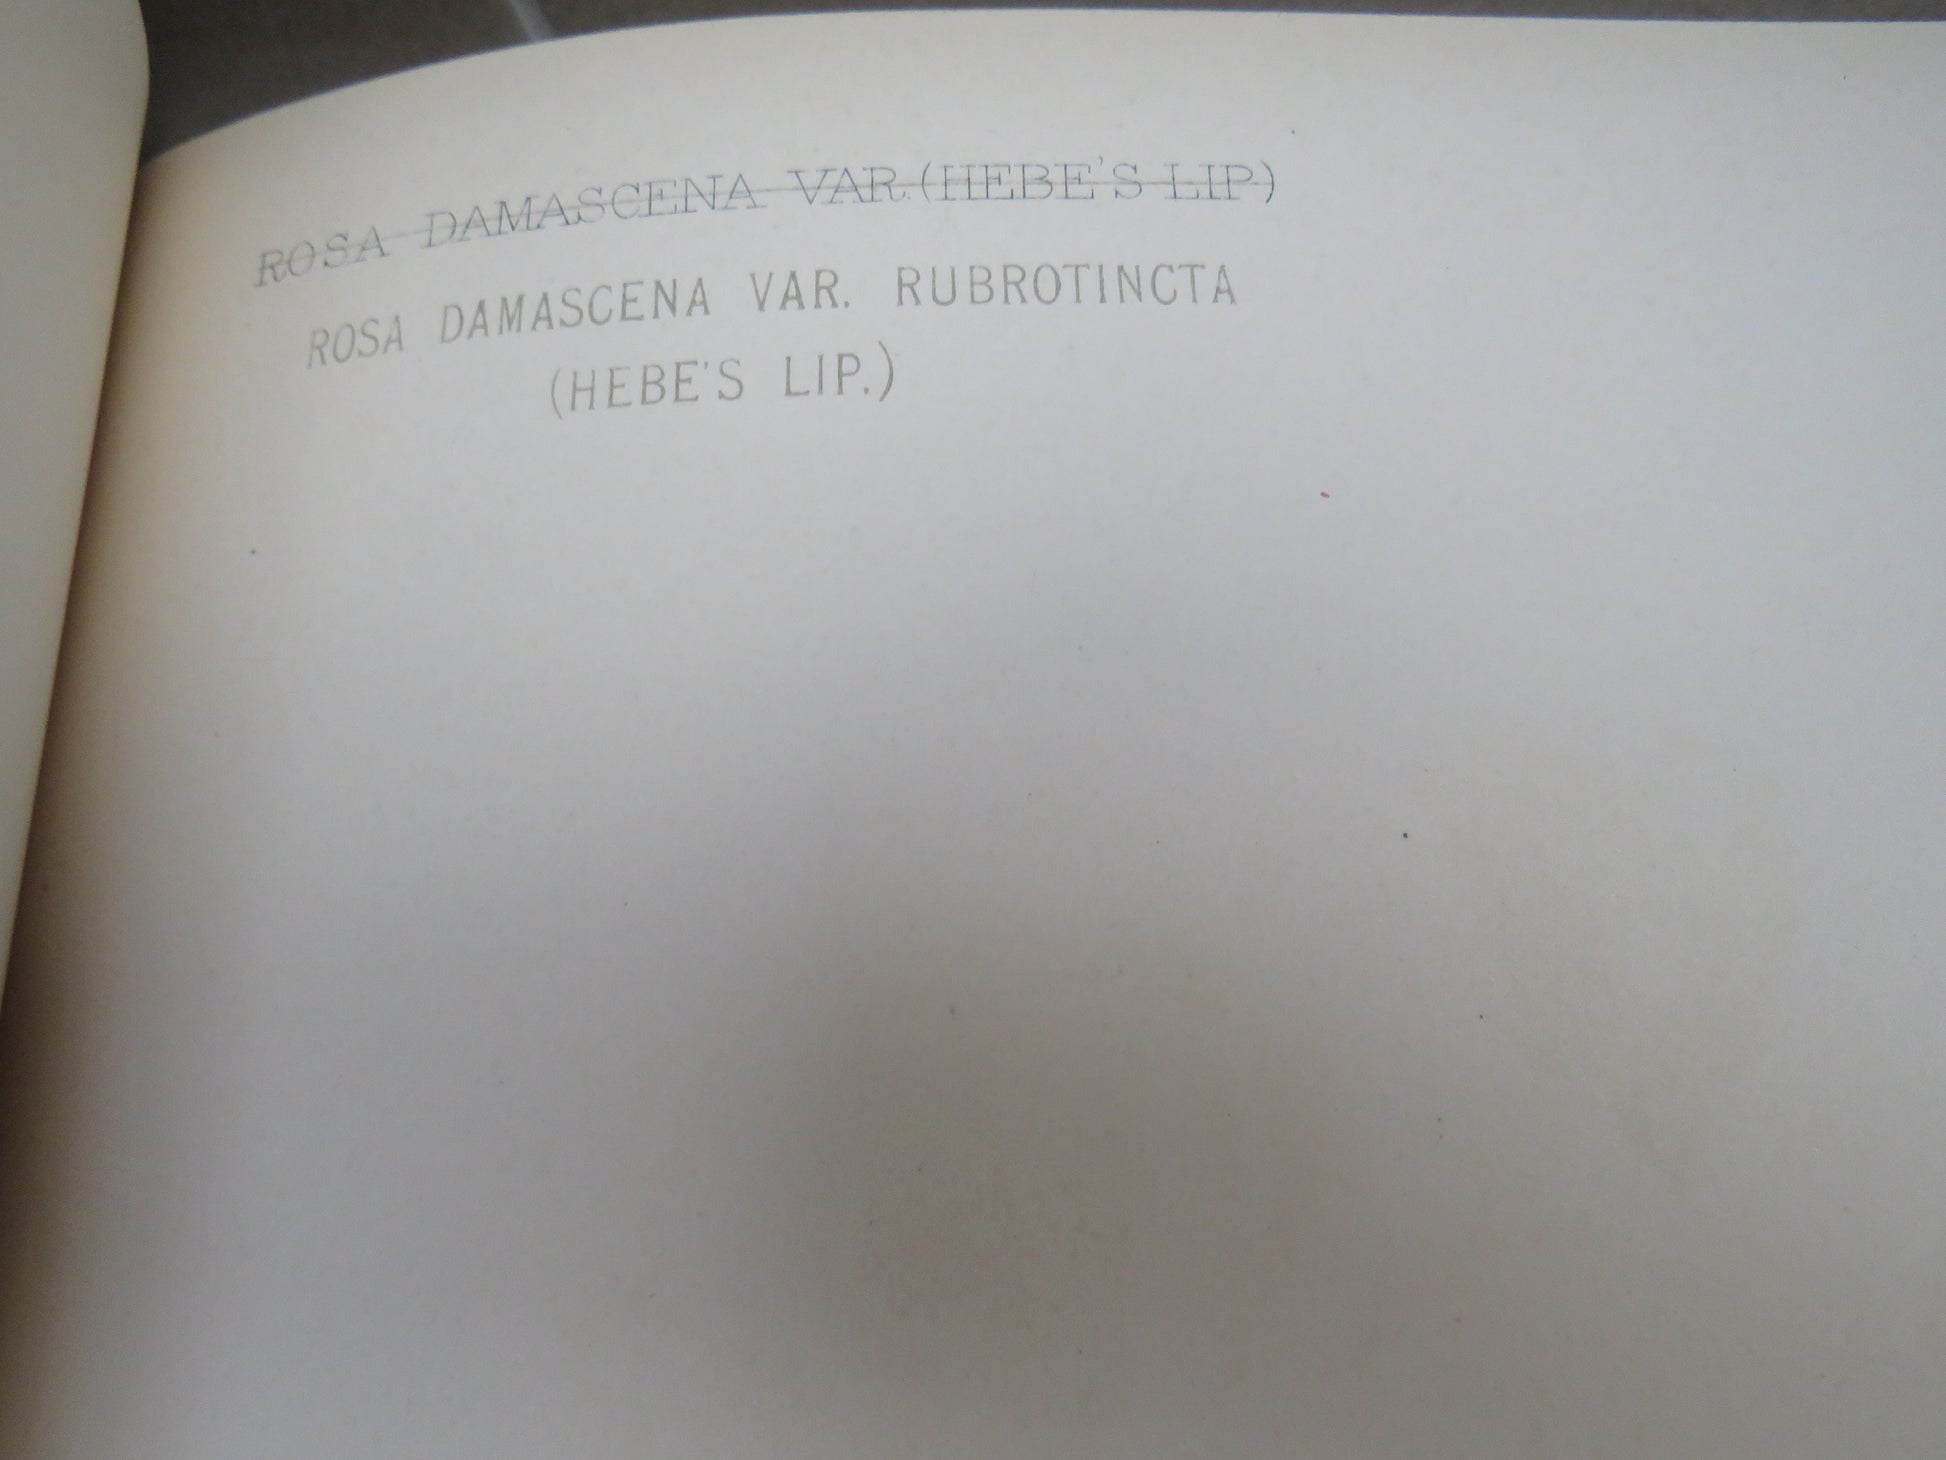 ROSA DAMASCENA VAR. (HEBE'S LIP)
ROSA DAMASCENA VAR. RUBROTINCTA
(HEBE'S LIP.)